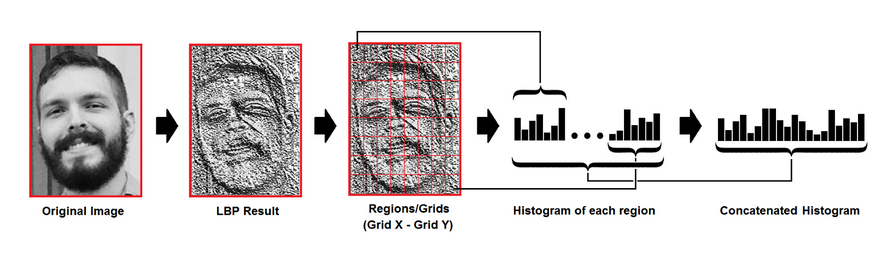 Original Image
LBP Result
Regions/Grids
(Grid X - Grid Y)
Histogram of each region
Concatenated Histogram